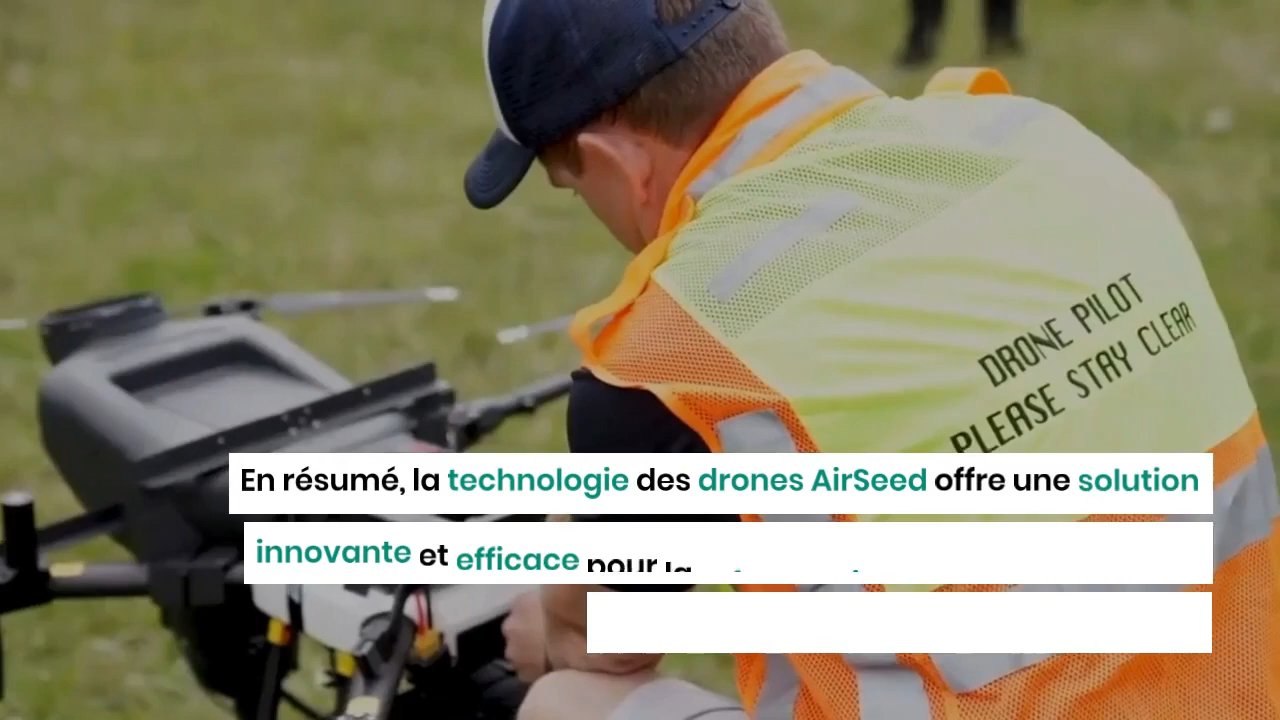 DRONE PILOT
PLEASE STAY CLEAR
En résumé, la technologie des drones AirSeed offre une solution
innovante et efficace pour la